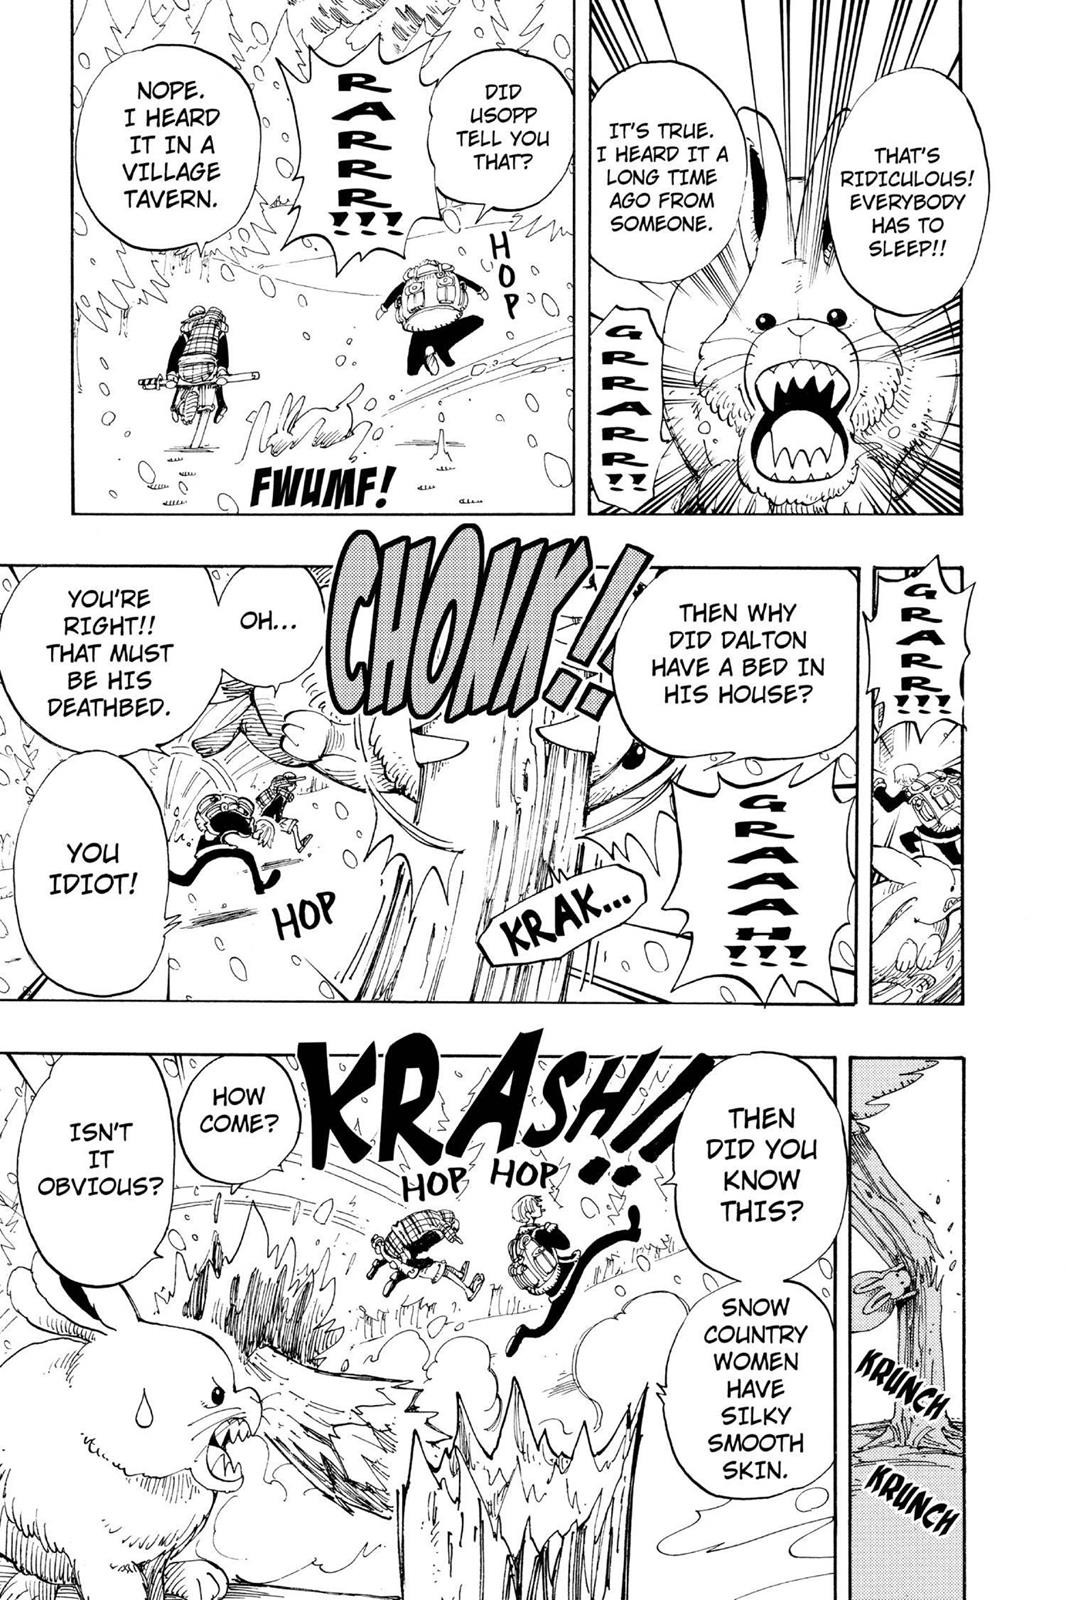 THAT'S
RIDICULOUS!
EVERYBODY
HAS TO
SLEEP!!
IT'S TRUE.
I HEARD IT A
LONG TIME
AGO FROM
SOMEONE.
GRRARR!!
DID
USOPP
TELL YOU
THAT?
RARRR!!!
HOP
NOPE.
I HEARD
IT IN A
VILLAGE
TAVERN.
FWUMF!
GRARR!!!
THEN WHY
DID DALTON
HAVE A BED IN
HIS HOUSE?
GRAAAH!!!
CHONK!!
KRAK...
OH...
YOU'RE
RIGHT!!
THAT MUST
BE HIS
DEATHBED.
HOP
YOU
IDIOT!
KRUNCH
KRUNCH
THEN
DID YOU
KNOW
THIS?
SNOW
COUNTRY
WOMEN
HAVE
SILKY
SMOOTH
SKIN.
KRASH!!
HOP HOP
HOW
COME?
ISN'T
IT
OBVIOUS?